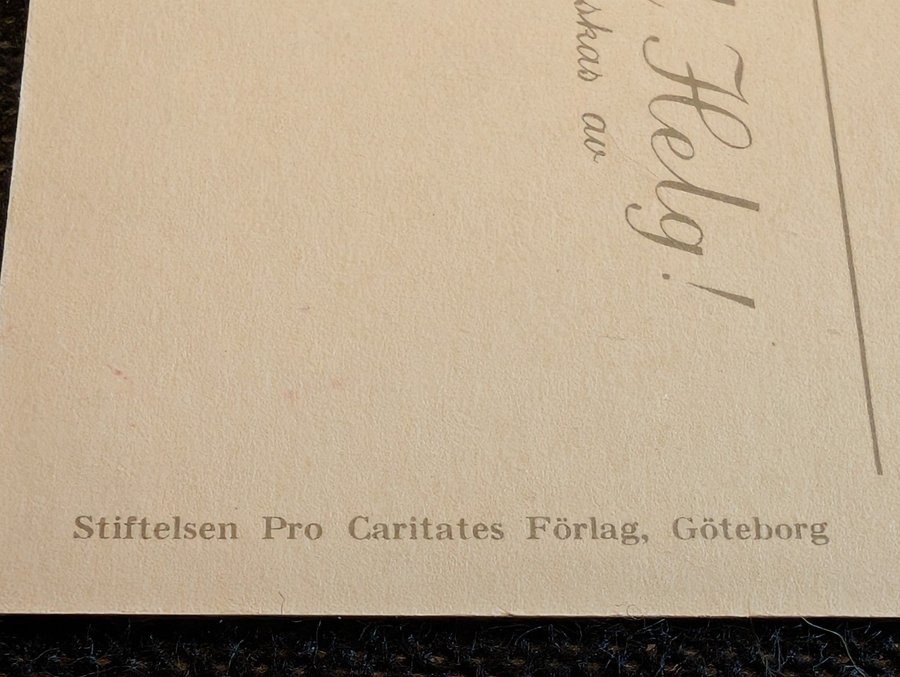 Helg!
av
Stiftelsen Pro Caritates Förlag, Göteborg